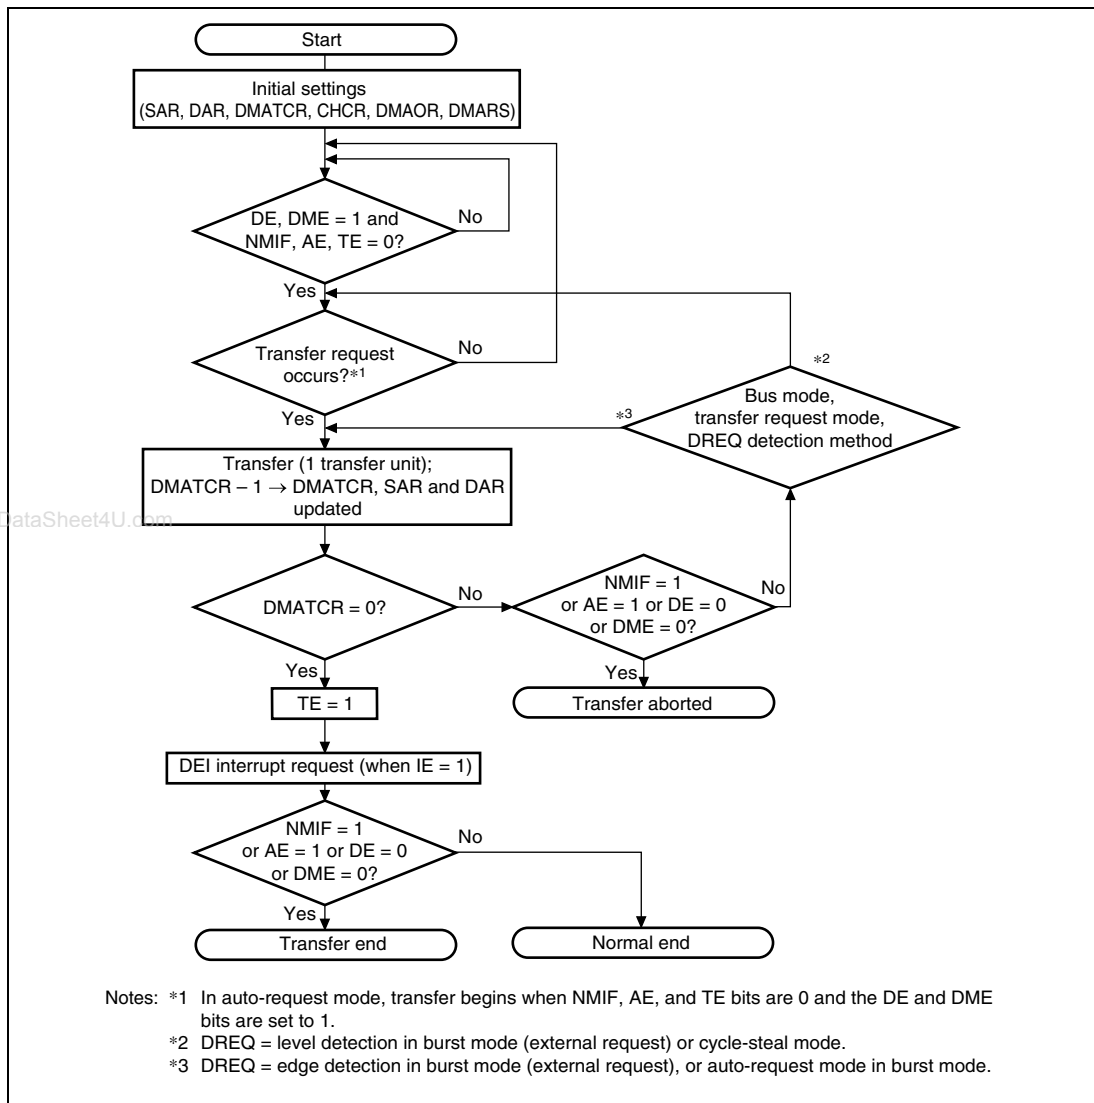 Start
Initial settings
(SAR, DAR, DMATCR, CHCR, DMAOR, DMARS)
DE, DME = 1 and
NMIF, AE, TE = 0?
No
Yes
Transfer request
occurs?*1
No
Yes
*2
Bus mode,
transfer request mode,
DREQ detection method
*3
Transfer (1 transfer unit);
DMATCR – 1 → DMATCR, SAR and DAR
updated
DataSheet4U.com
DMATCR = 0?
No
NMIF = 1
or AE = 1 or DE = 0
or DME = 0?
No
Yes
Yes
TE = 1
Transfer aborted
DEI interrupt request (when IE = 1)
NMIF = 1
or AE = 1 or DE = 0
or DME = 0?
No
Yes
Transfer end
Normal end
Notes: *1 In auto-request mode, transfer begins when NMIF, AE, and TE bits are 0 and the DE and DME
bits are set to 1.
*2 DREQ = level detection in burst mode (external request) or cycle-steal mode.
*3 DREQ = edge detection in burst mode (external request), or auto-request mode in burst mode.